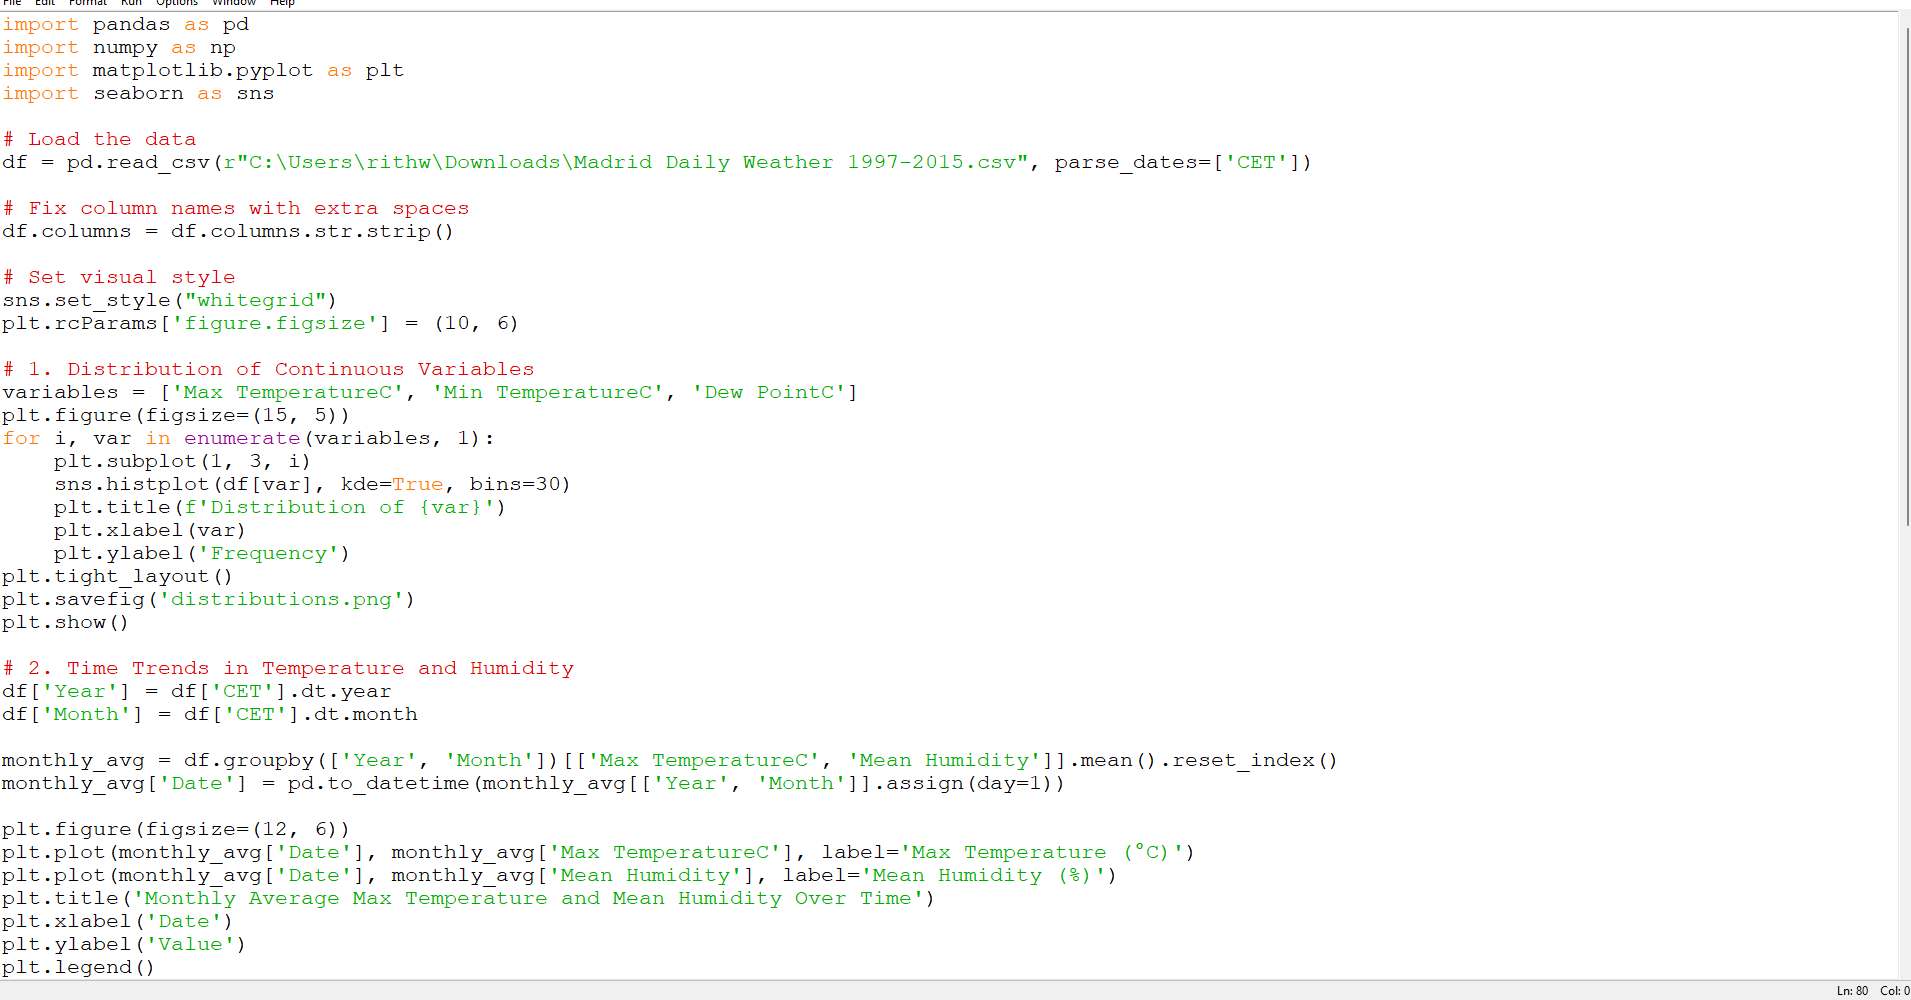 File Edit Format Run Options Window Help
import pandas as pd
import numpy as np
import matplotlib.pyplot as plt
import seaborn as sns
# Load the data
df = pd.read_csv(r"C:\Users\rithw\Downloads\Madrid Daily Weather 1997-2015.csv", parse_dates=['CET'])
# Fix column names with extra spaces
df.columns = df.columns.str.strip()
# Set visual style
sns.set_style("whitegrid")
plt.rcParams['figure.figsize'] = (10, 6)
# 1. Distribution of Continuous Variables
variables = ['Max TemperatureC', 'Min TemperatureC', 'Dew PointC']
plt.figure(figsize=(15, 5))
for i, var in enumerate(variables, 1):
    plt.subplot(1, 3, i)
    sns.histplot(df[var], kde=True, bins=30)
    plt.title(f'Distribution of {var}')
    plt.xlabel(var)
    plt.ylabel('Frequency')
plt.tight_layout()
plt.savefig('distributions.png')
plt.show()
# 2. Time Trends in Temperature and Humidity
df['Year'] = df['CET'].dt.year
df['Month'] = df['CET'].dt.month
monthly_avg = df.groupby(['Year', 'Month'])[['Max TemperatureC', 'Mean Humidity']].mean().reset_index()
monthly_avg['Date'] = pd.to_datetime(monthly_avg[['Year', 'Month']].assign(day=1))
plt.figure(figsize=(12, 6))
plt.plot(monthly_avg['Date'], monthly_avg['Max TemperatureC'], label='Max Temperature (°C)')
plt.plot(monthly_avg['Date'], monthly_avg['Mean Humidity'], label='Mean Humidity (%)')
plt.title('Monthly Average Max Temperature and Mean Humidity Over Time')
plt.xlabel('Date')
plt.ylabel('Value')
plt.legend()
Ln: 80 Col: 0